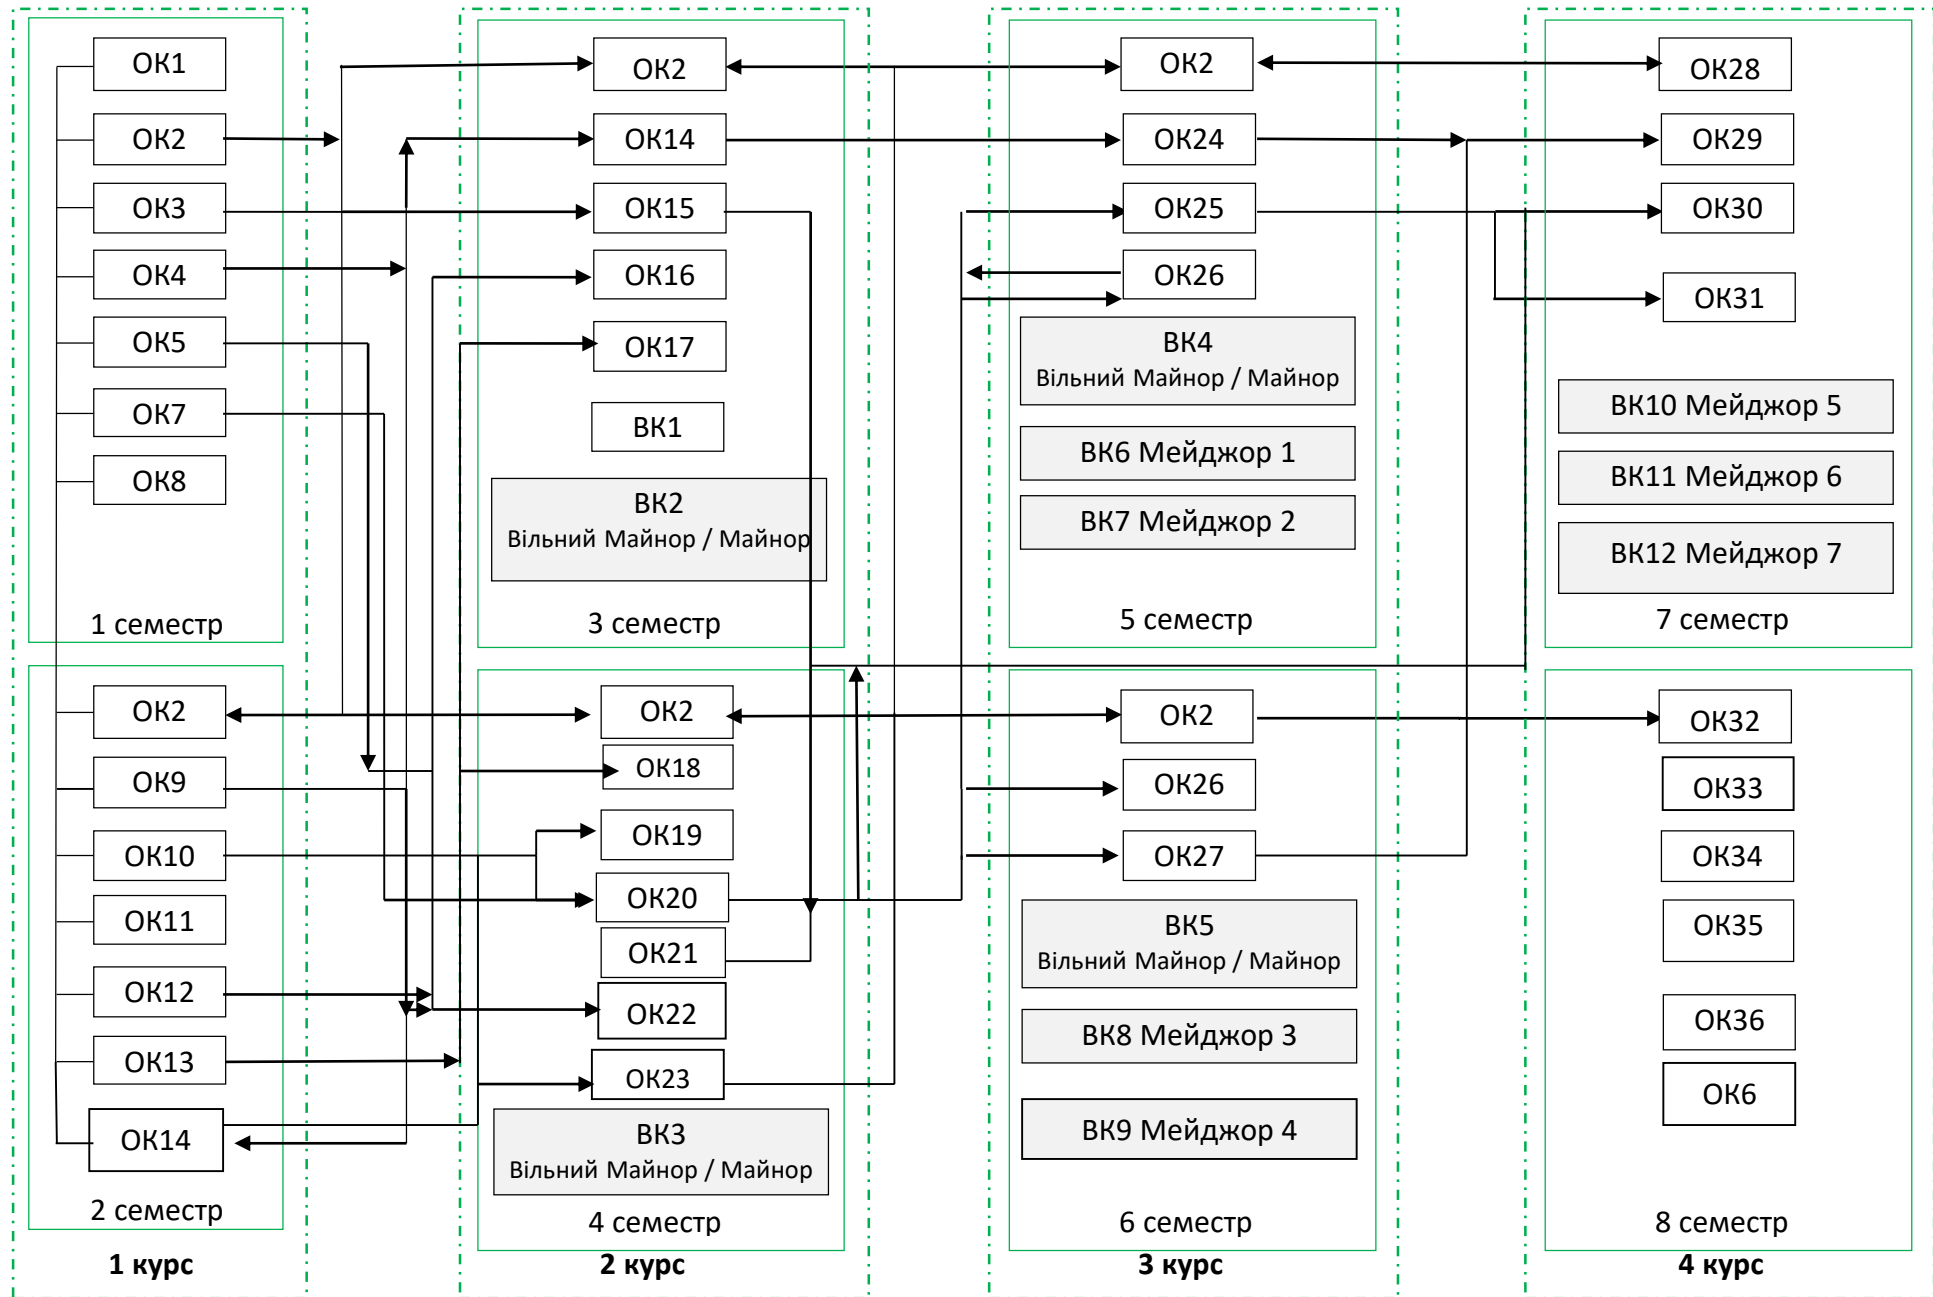 ОК1
ОК2
ОК3
ОК4
ОК5
ОК7
ОК8
1 семестр
ОК2
ОК9
ОК10
ОК11
ОК12
ОК13
ОК14
2 семестр
1 курс
ОК2
ОК14
ОК15
ОК16
ОК17
ВК1
ВК2
Вільний Майнор / Майнор
3 семестр
ОК2
ОК18
ОК19
ОК20
ОК21
ОК22
ОК23
ВК3
Вільний Майнор / Майнор
4 семестр
2 курс
ОК2
ОК24
ОК25
ОК26
ВК4
Вільний Майнор / Майнор
ВК6 Мейджор 1
ВК7 Мейджор 2
5 семестр
ОК2
ОК26
ОК27
ВК5
Вільний Майнор / Майнор
ВК8 Мейджор 3
ВК9 Мейджор 4
6 семестр
3 курс
ОК28
ОК29
ОК30
ОК31
ВК10 Мейджор 5
ВК11 Мейджор 6
ВК12 Мейджор 7
7 семестр
ОК32
ОК33
ОК34
ОК35
ОК36
ОК6
8 семестр
4 курс